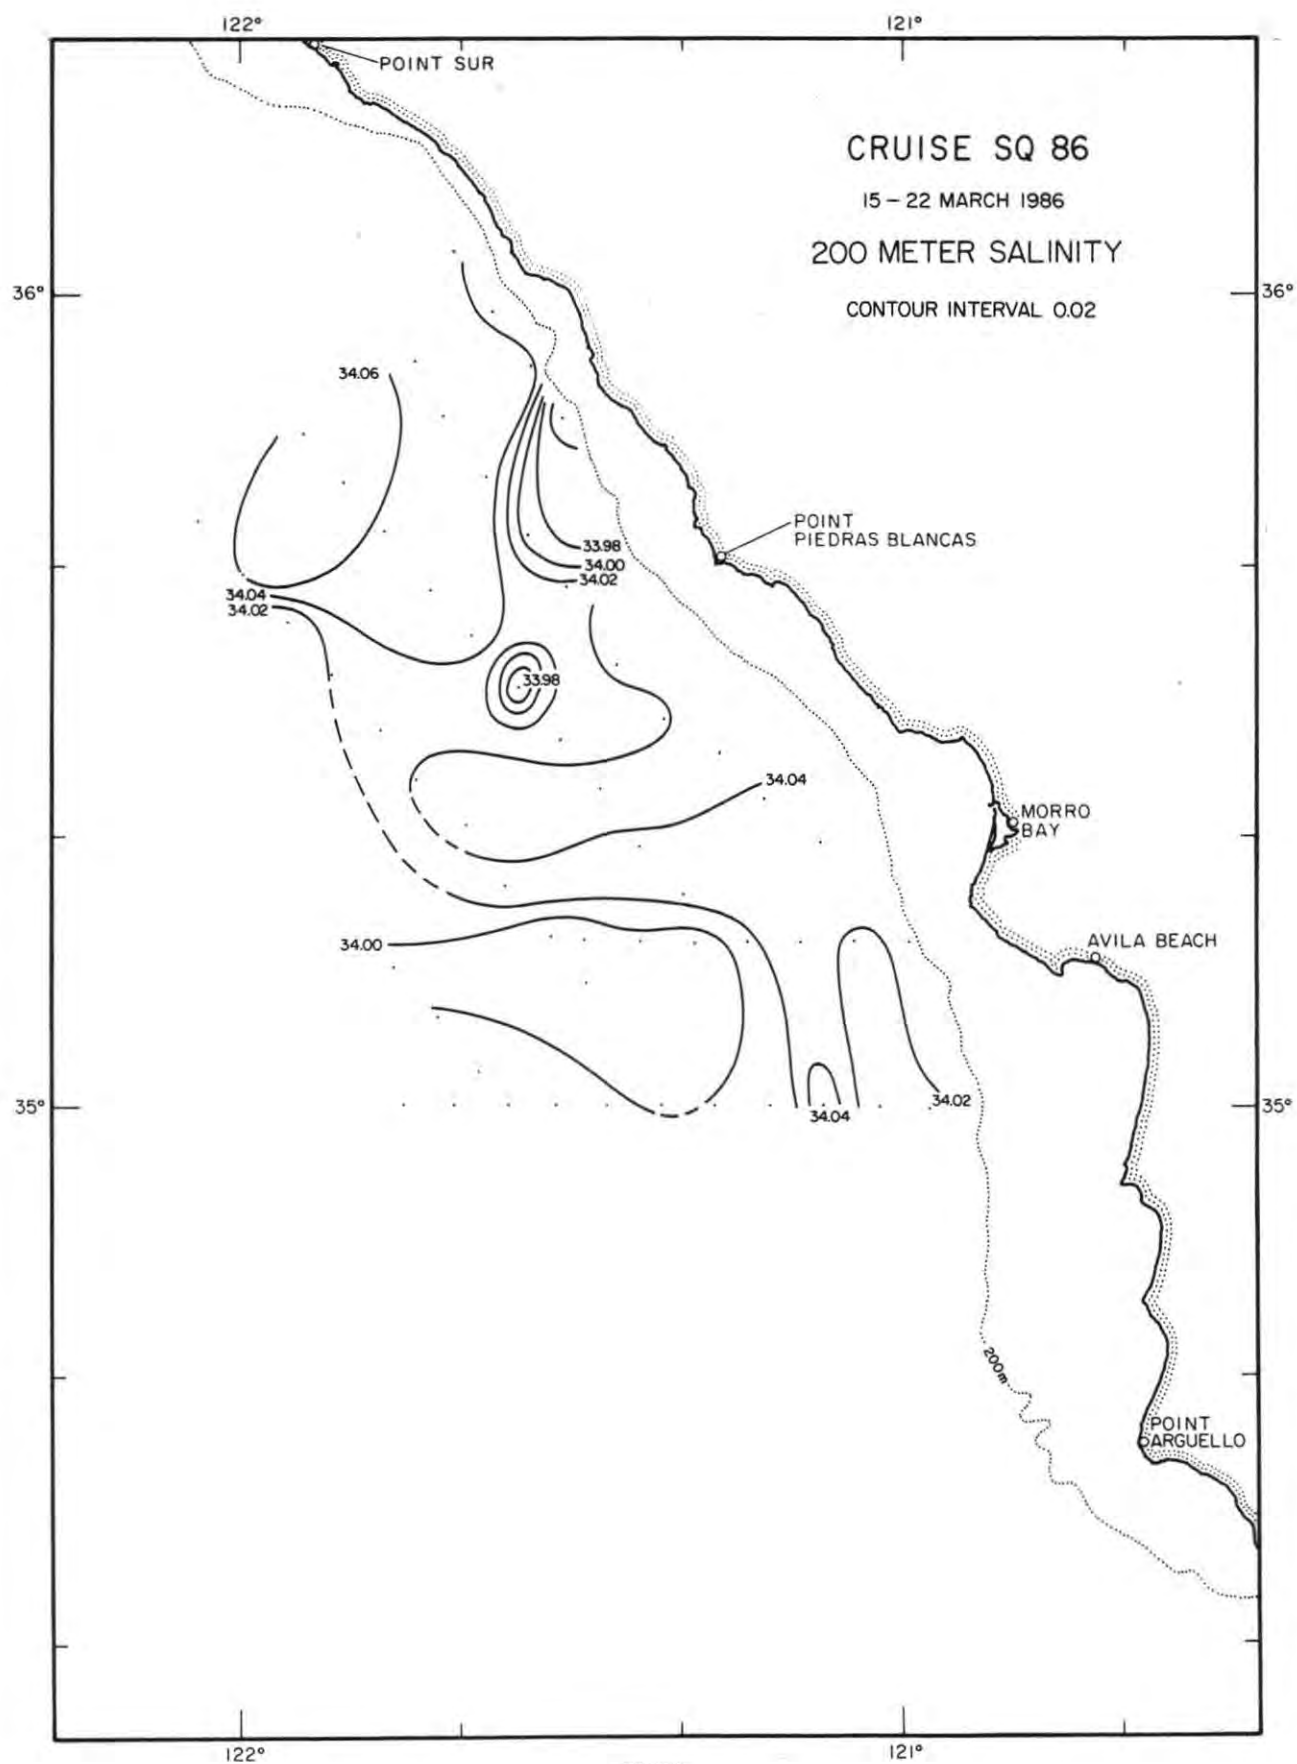 122°
121°
POINT SUR
CRUISE SQ 86
15 – 22 MARCH 1986
200 METER SALINITY
36°
36°
CONTOUR INTERVAL 0.02
34.06
POINT
PIEDRAS BLANCAS
33.98
34.00
34.02
34.04
34.02
33.98
34.04
MORRO
BAY
34.00
AVILA BEACH
35°
35°
34.02
34.04
200m
POINT
ARGUELLO
122°
121°